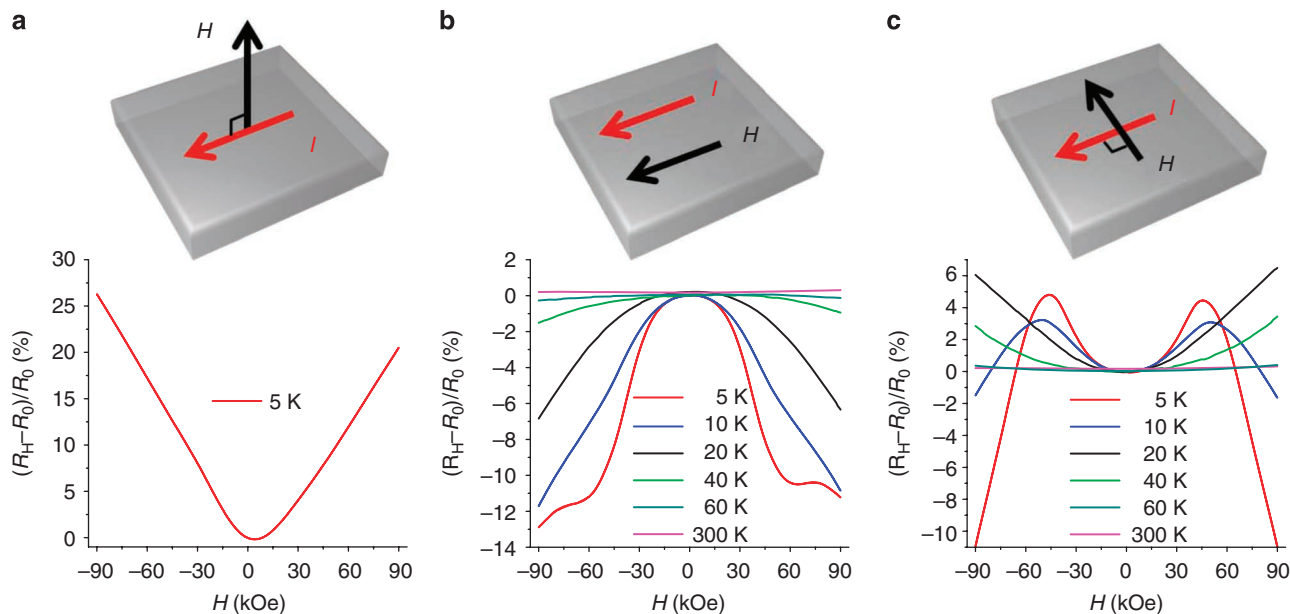 a
H
I
30
25
20
15
10
5
0
(R_H–R_0)/R_0 (%)
5 K
–90 –60 –30 0 30 60 90
H (kOe)
b
I
H
2
0
–2
–4
–6
–8
–10
–12
–14
(R_H–R_0)/R_0 (%)
5 K
10 K
20 K
40 K
60 K
300 K
–90 –60 –30 0 30 60 90
H (kOe)
c
I
H
6
4
2
0
–2
–4
–6
–8
–10
(R_H–R_0)/R_0 (%)
5 K
10 K
20 K
40 K
60 K
300 K
–90 –60 –30 0 30 60 90
H (kOe)